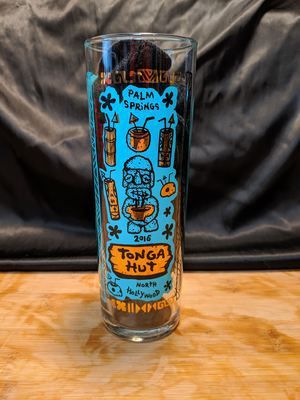 PALM
SPRINGS
2016
TONGA
HUT
NORTH
HOLLYWOOD